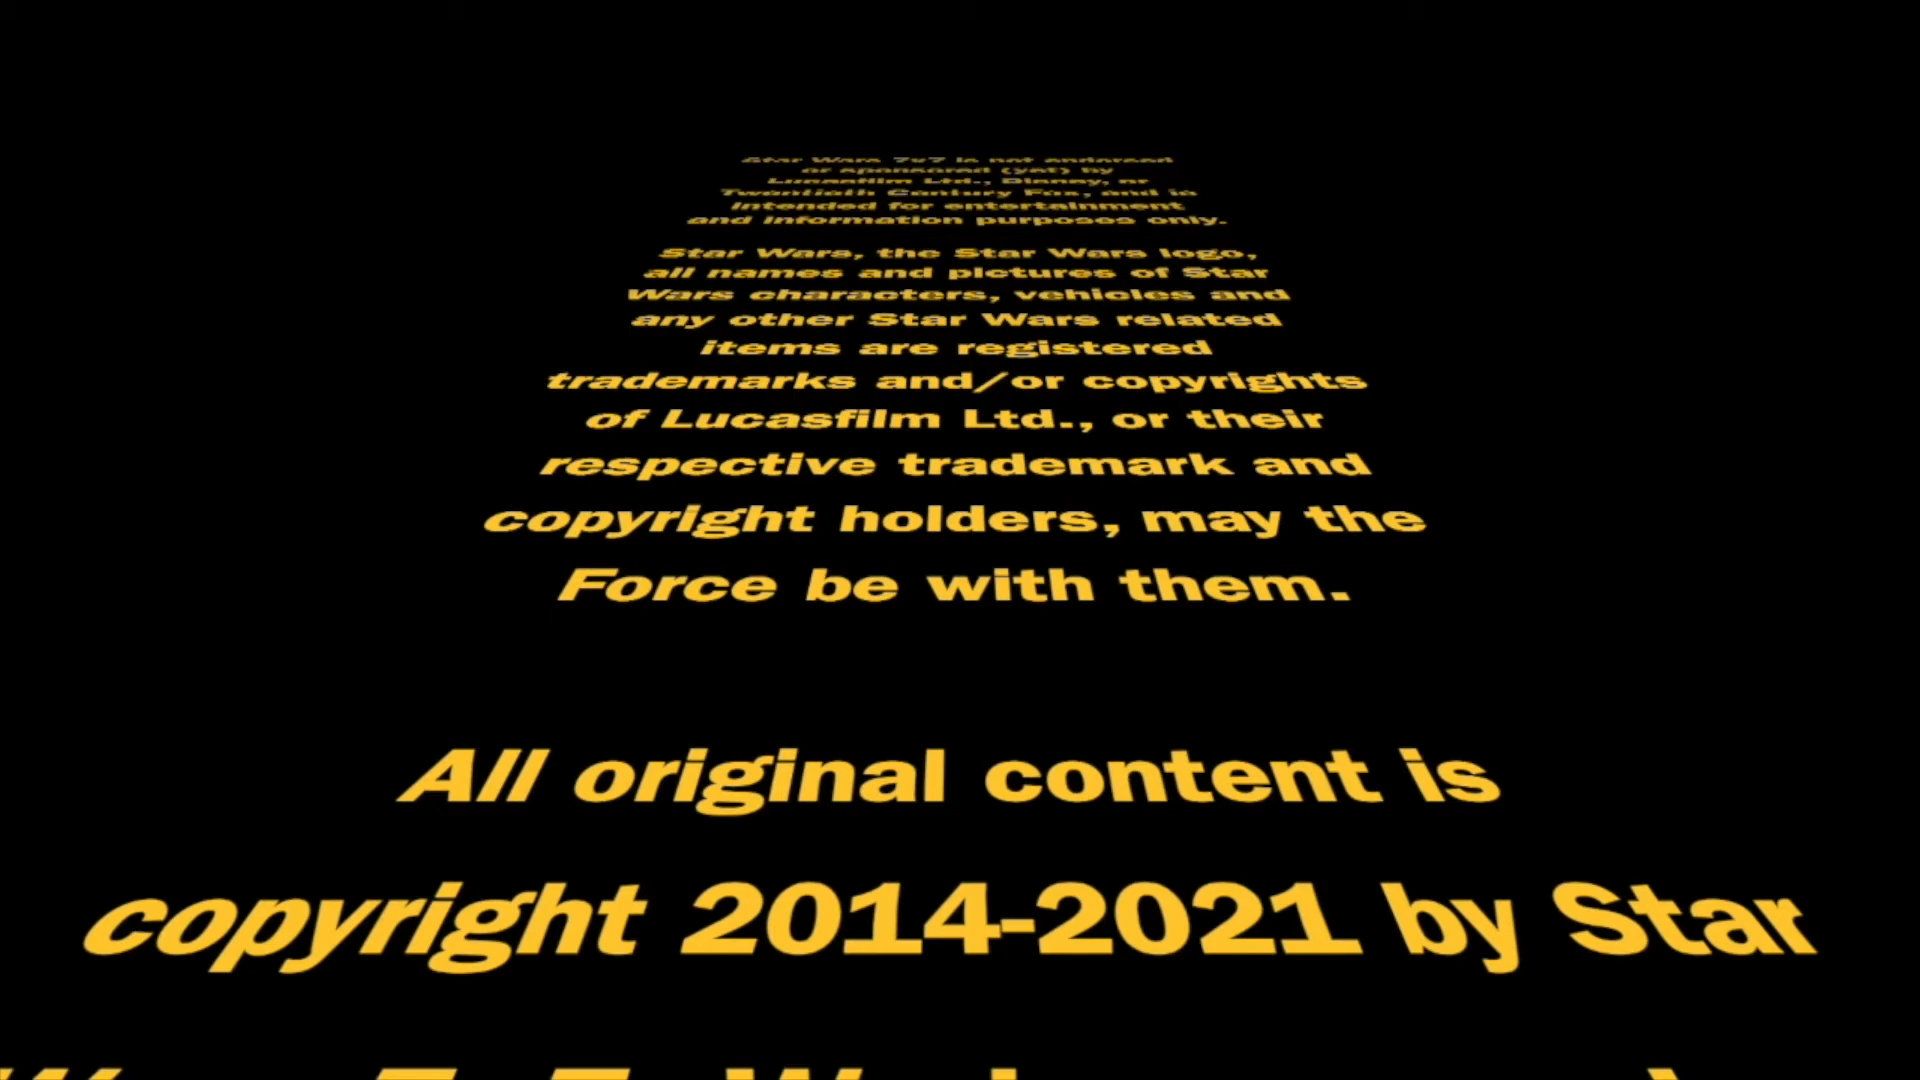 Star Wars 7x7 is not endorsed
or sponsored (yet) by
Lucasfilm Ltd., Disney, or
Twentieth Century Fox, and is
intended for entertainment
and information purposes only.
Star Wars, the Star Wars logo,
all names and pictures of Star
Wars characters, vehicles and
any other Star Wars related
items are registered
trademarks and/or copyrights
of Lucasfilm Ltd., or their
respective trademark and
copyright holders, may the
Force be with them.
All original content is
copyright 2014-2021 by Star